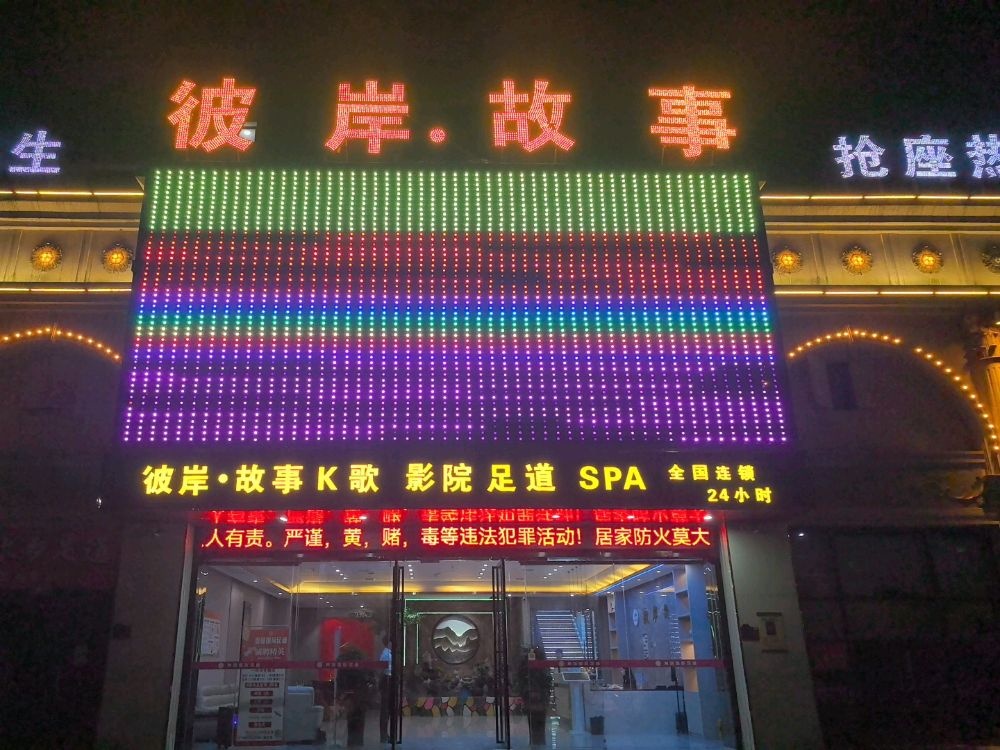 彼岸·故事
生
抢座热
彼岸·故事K歌 影院 足道 SPA 全国连锁
24小时
人有责。严谨，黄，赌，毒等违法犯罪活动！居家防火莫大